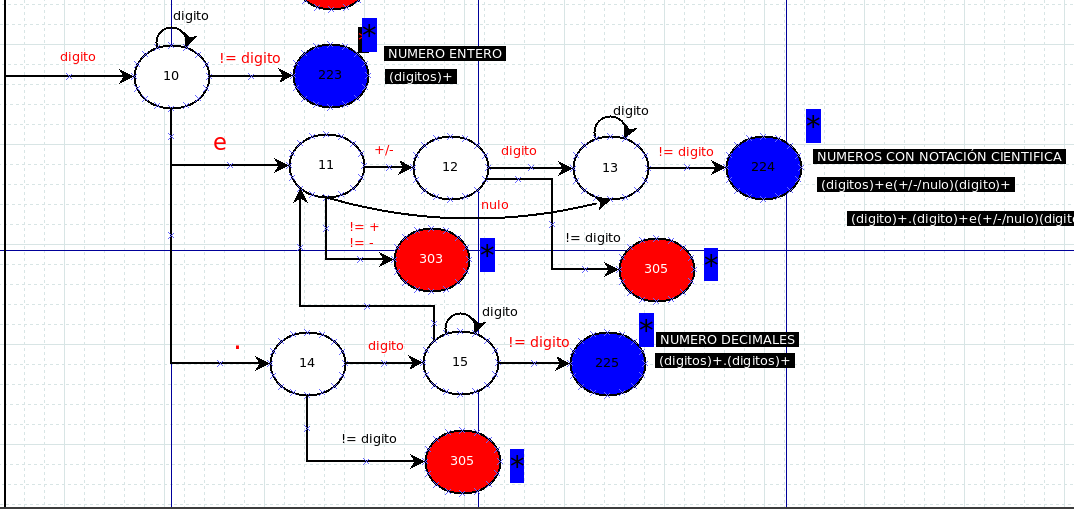 digito
digito
!= digito
*
NUMERO ENTERO
10
223
(digitos)+
e
digito
*
+/-
digito
!= digito
NUMEROS CON NOTACIÓN CIENTIFICA
11
12
13
224
(digitos)+e(+/-/nulo)(digito)+
nulo
(digito)+.(digito)+e(+/-/nulo)(digit
!= +
!= -
!= digito
303
*
305
*
digito
*
.
digito
!= digito
NUMERO DECIMALES
14
15
225
(digitos)+.(digitos)+
!= digito
305
*